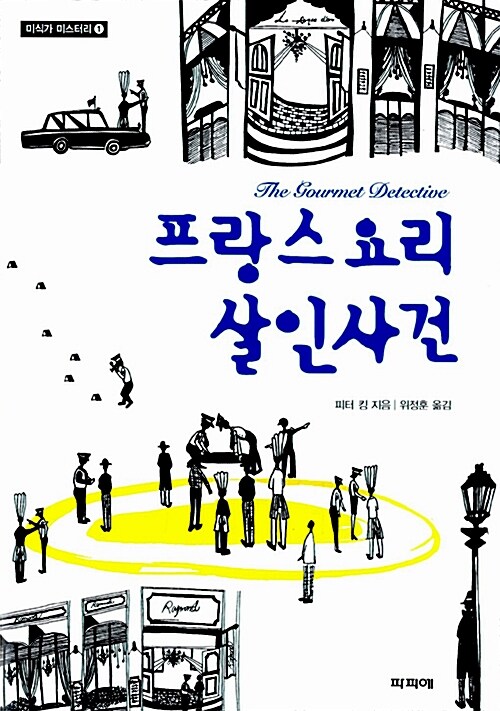 미식가 미스터리 1
The Gourmet Detective
프랑스 요리
살인사건
피터 킹 지음 | 위정훈 옮김
Raymond
파피에